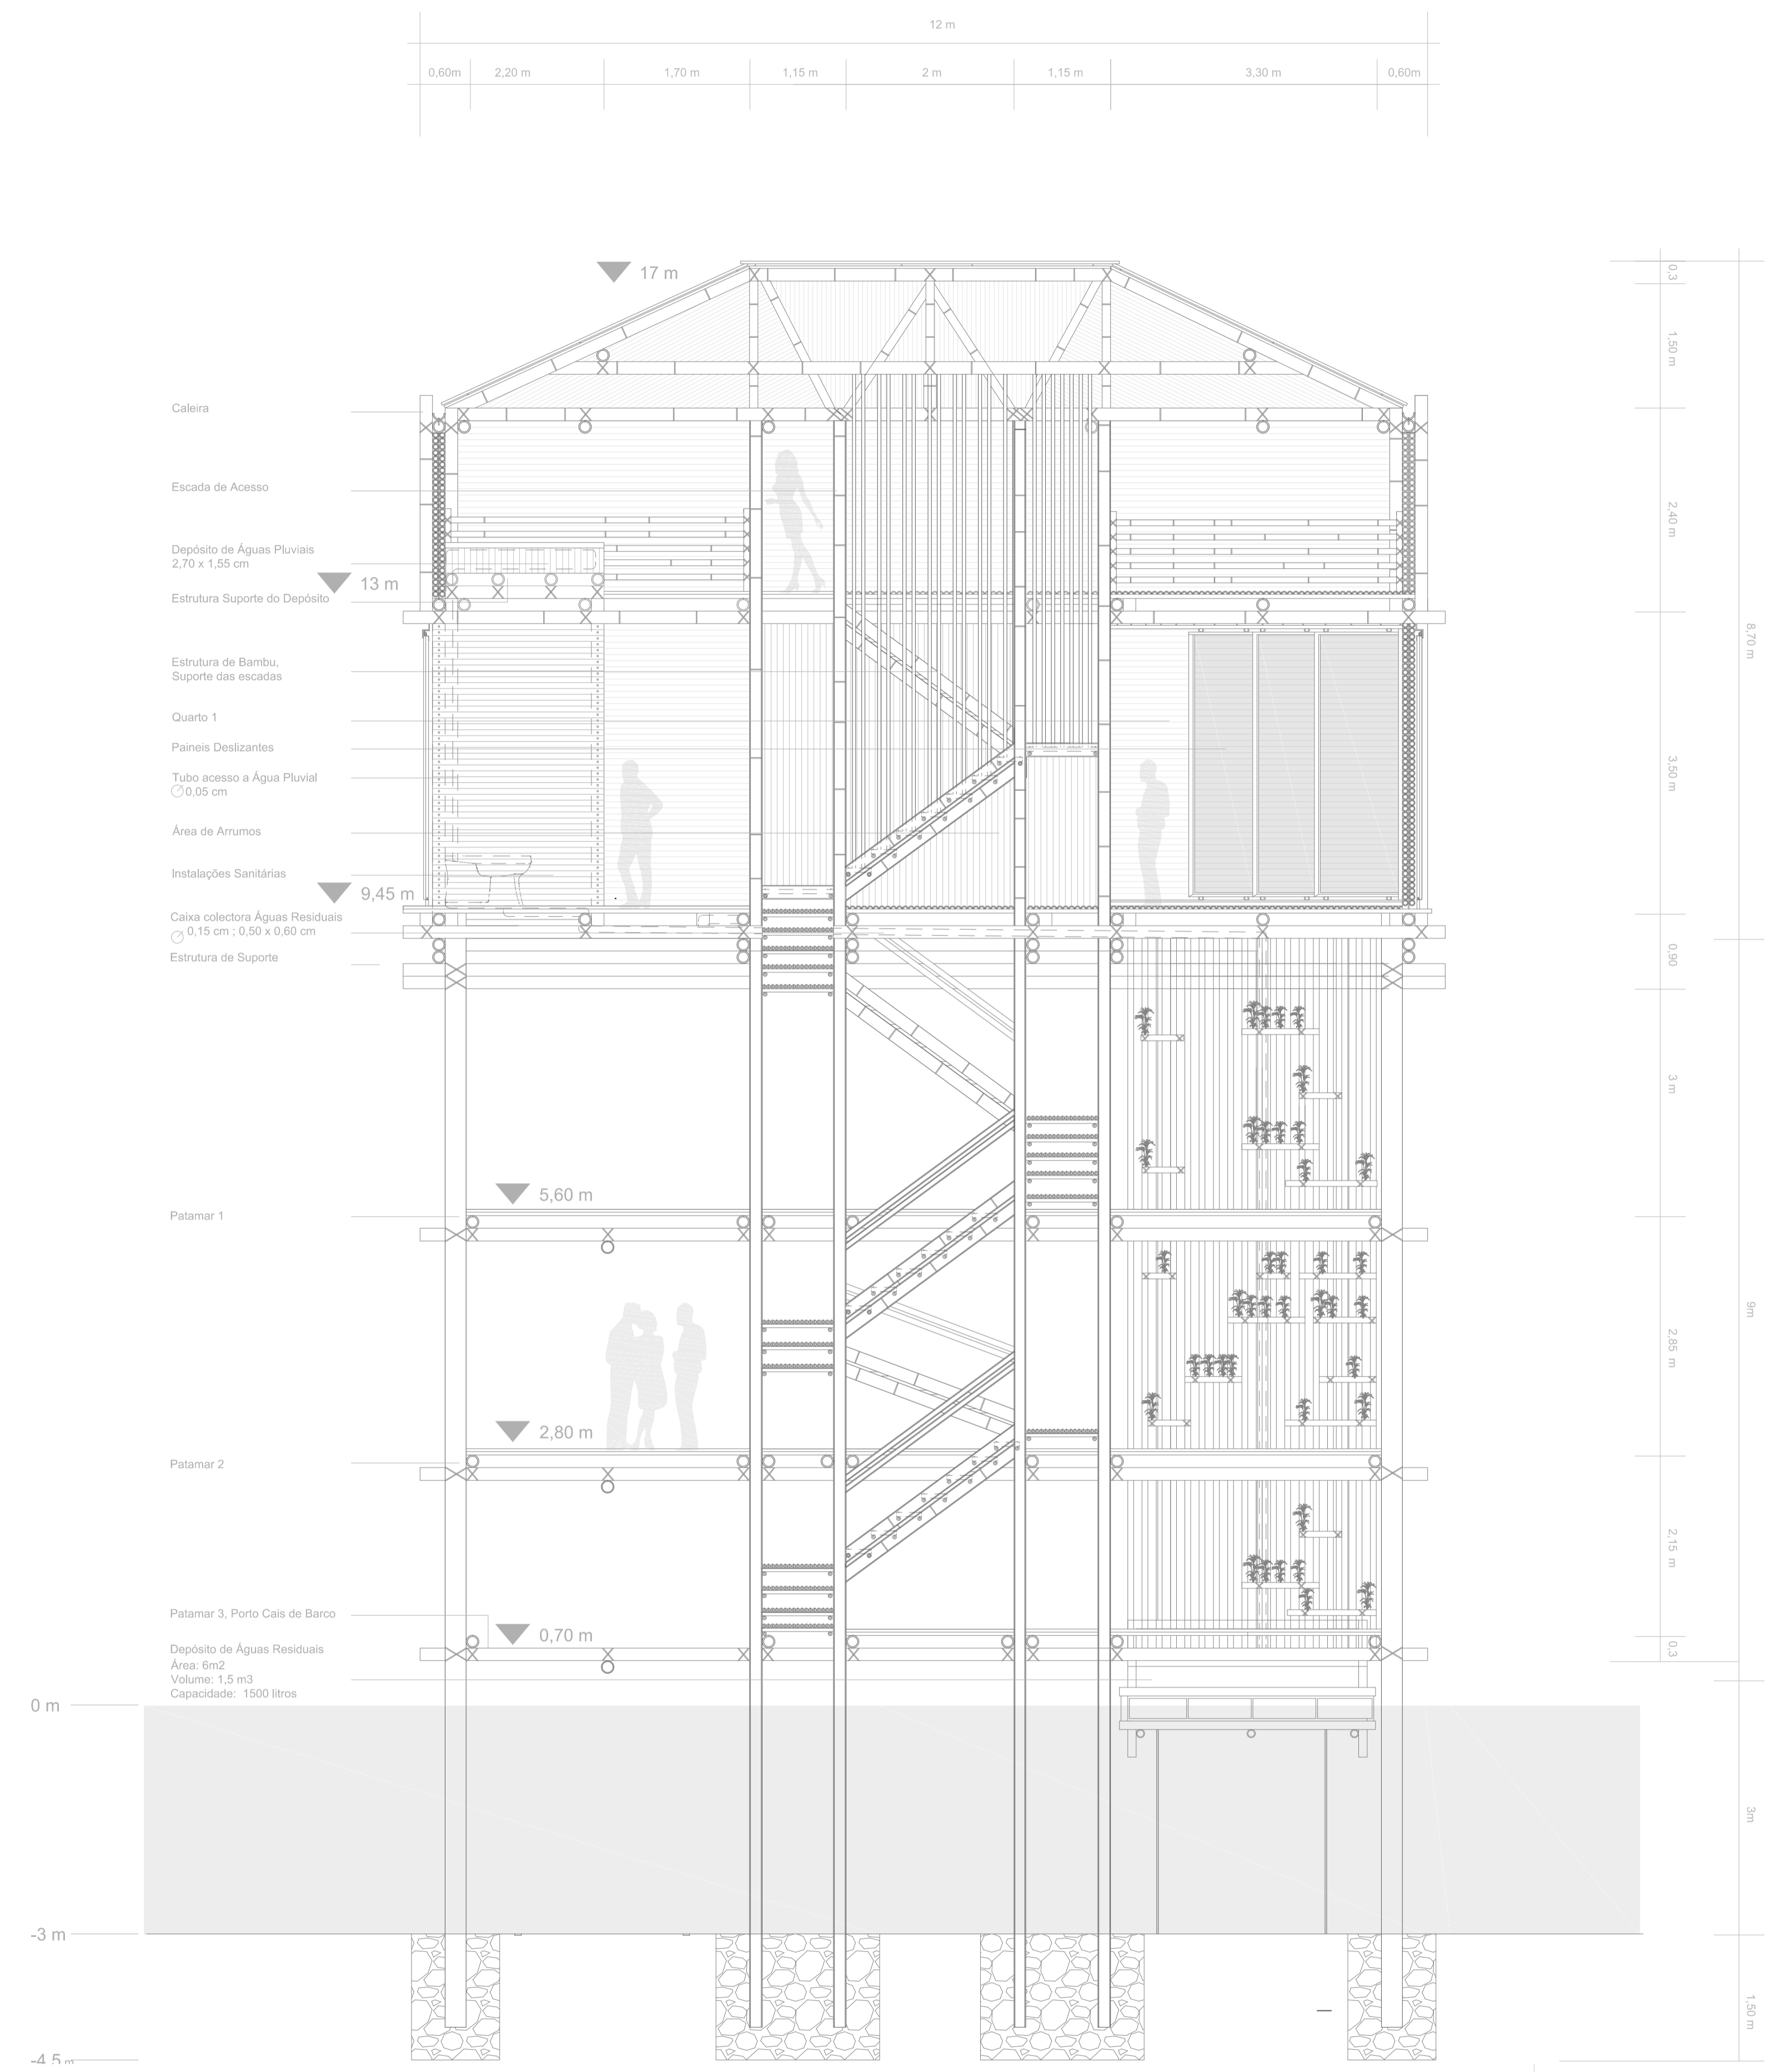 12 m
0,60m
2,20 m
1,70 m
1,15 m
2 m
1,15 m
3,30 m
0,60m
17 m
0,3
1,50 m
Caleira
Escada de Acesso
2,40 m
Depósito de Águas Pluviais
2,70 x 1,55 cm
13 m
Estrutura Suporte do Depósito
8,70 m
Estrutura de Bambu,
Suporte das escadas
Quarto 1
Paineis Deslizantes
3,50 m
Tubo acesso a Água Pluvial
0,05 cm
Área de Arrumos
Instalações Sanitárias
9,45 m
Caixa colectora Águas Residuais
0,15 cm ; 0,50 x 0,60 cm
Estrutura de Suporte
0,90
3 m
5,60 m
Patamar 1
9m
2,85 m
2,80 m
Patamar 2
2,15 m
Patamar 3, Porto Cais de Barco
0,70 m
Depósito de Águas Residuais
Área: 6m2
Volume: 1,5 m3
Capacidade: 1500 litros
0,3
0 m
3m
-3 m
1,50 m
-4,5 m